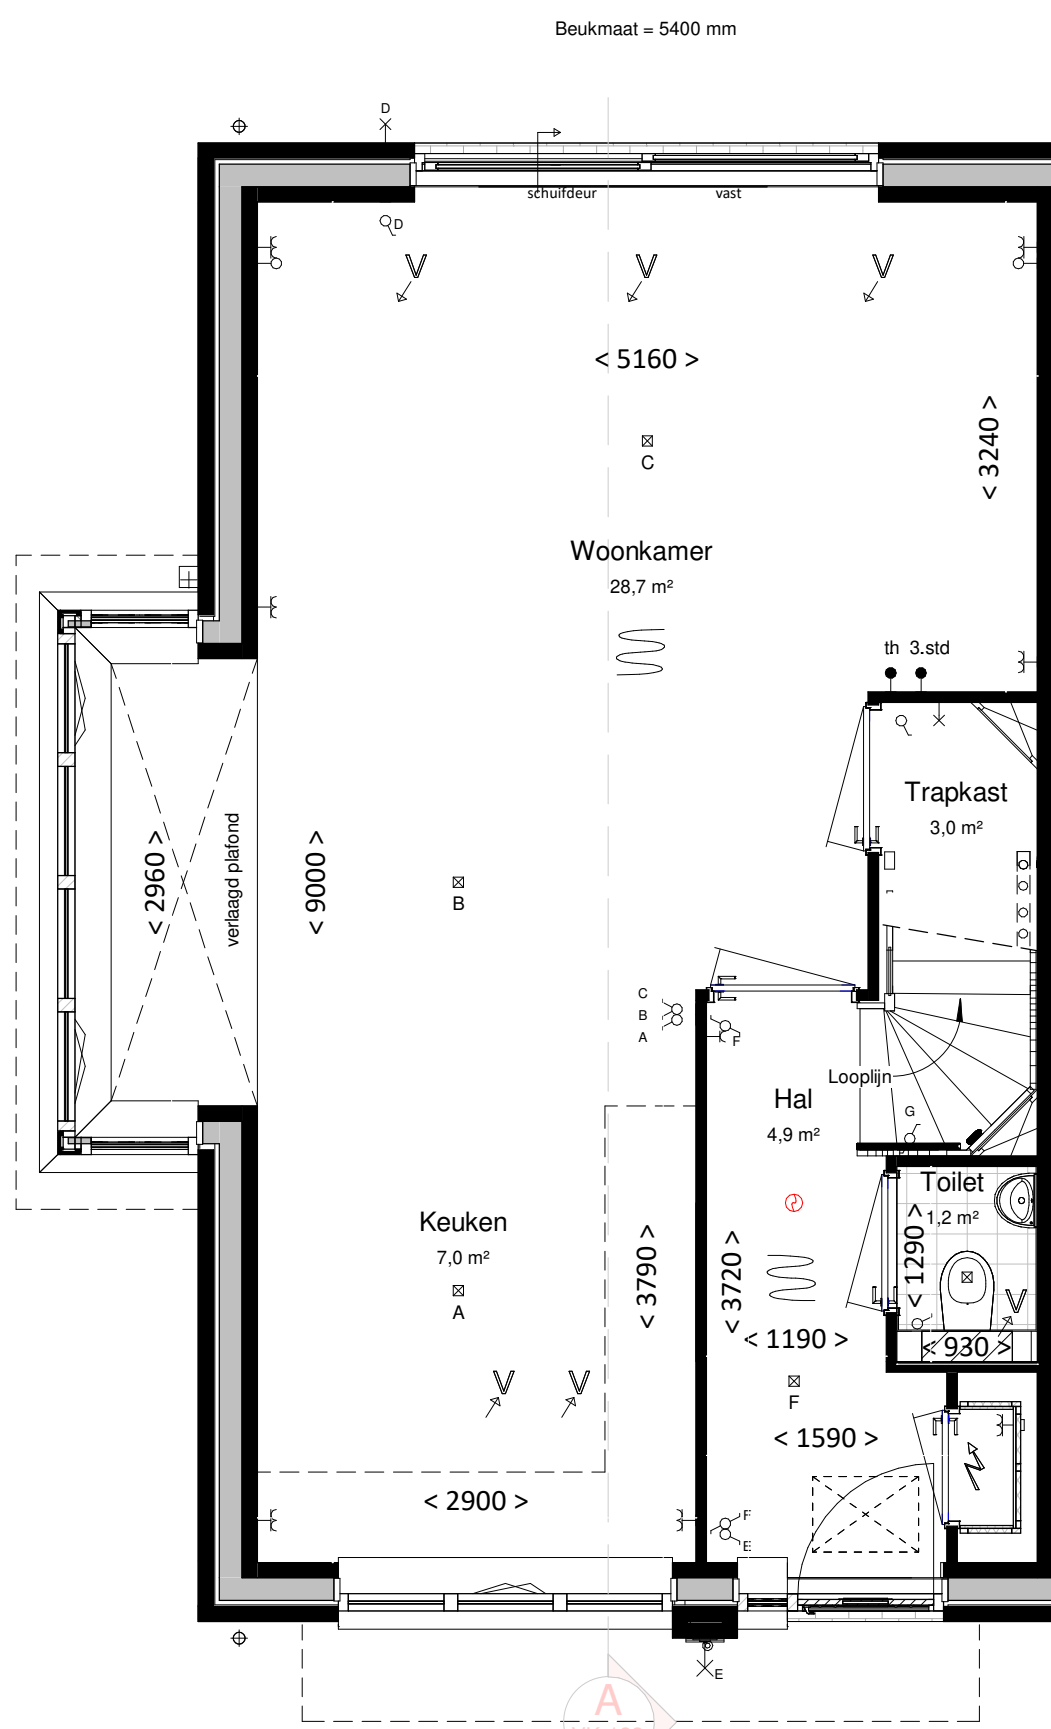 Beukmaat = 5400 mm
D
schuifdeur vast
D
V V V
< 5160 >
< 3240 >
C
Woonkamer
28,7 m²
th 3.std
Trapkast
3,0 m²
< 2960 >
verlaagd plafond
< 9000 >
B
C
B
A
F
Looplijn
Hal
4,9 m²
G
Toilet
1,2 m²
Keuken
7,0 m²
A
< 3790 >
< 3720 >
< 1290 >
V
< 1190 >
< 930 >
V V
F
< 1590 >
< 2900 >
F
E
E
A